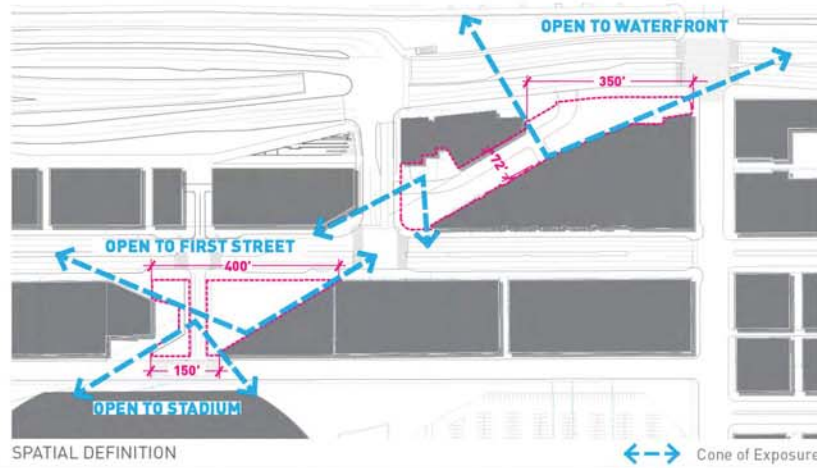 OPEN TO WATERFRONT
350'
72'
OPEN TO FIRST STREET
400'
150'
OPEN TO STADIUM
SPATIAL DEFINITION
Cone of Exposure